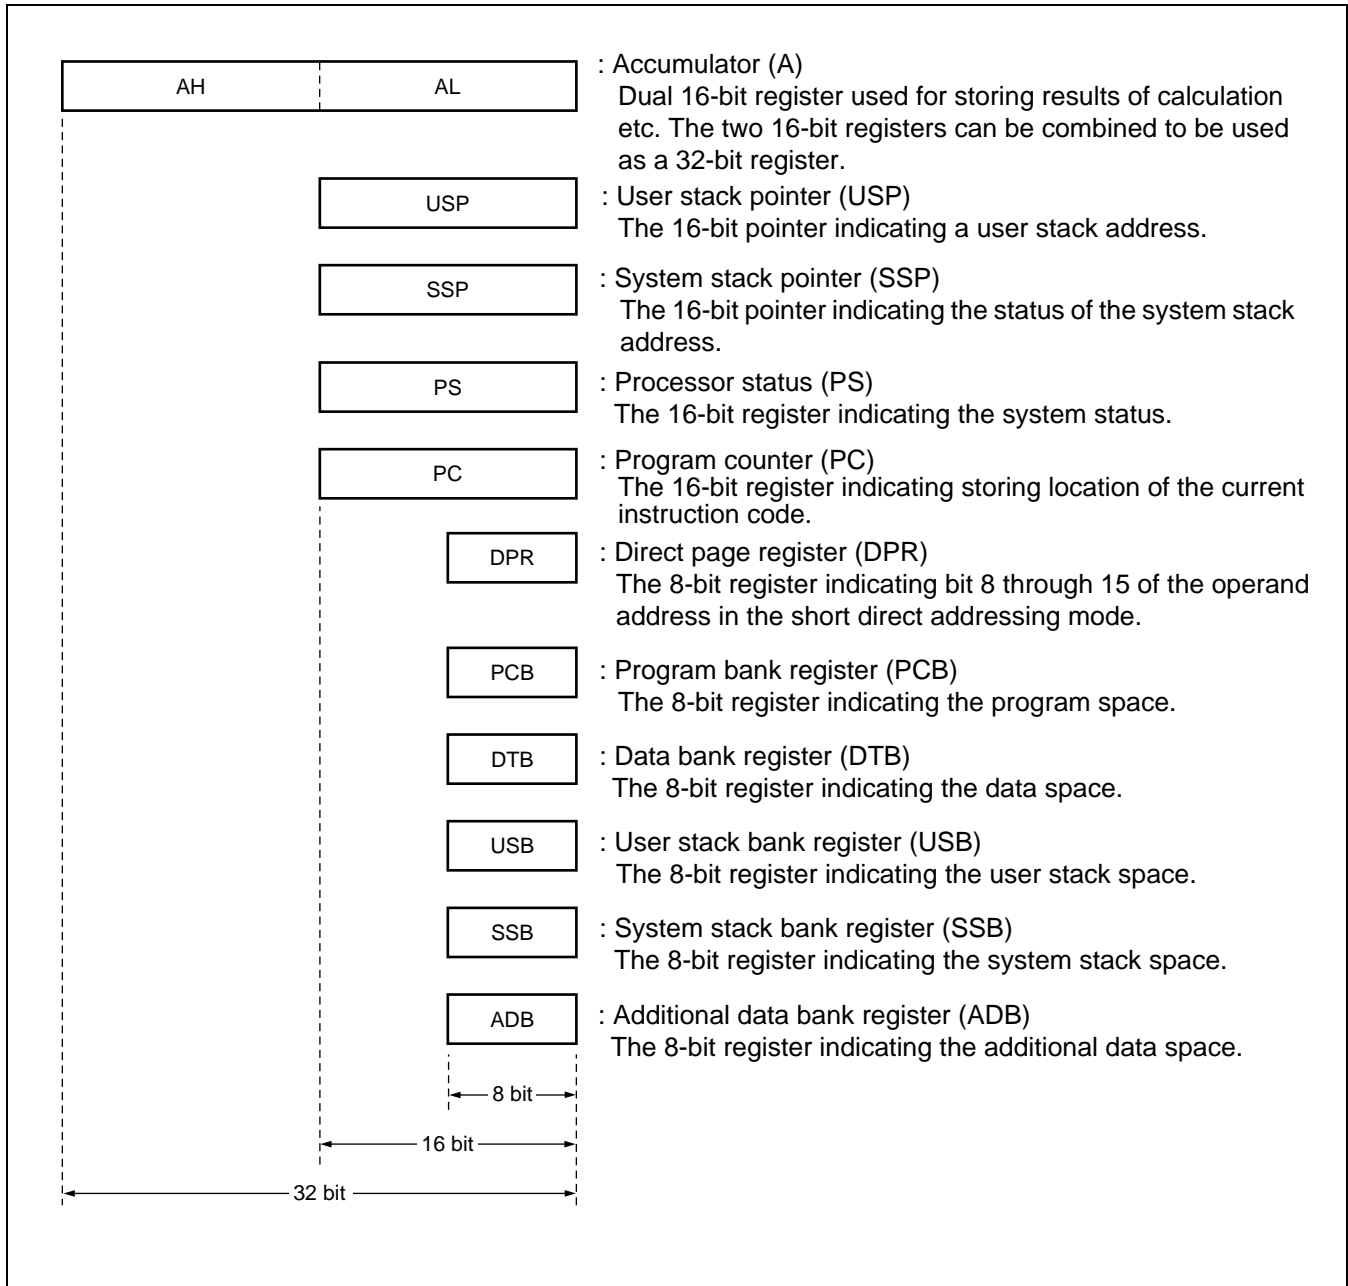 AH
AL
: Accumulator (A)
Dual 16-bit register used for storing results of calculation
etc. The two 16-bit registers can be combined to be used
as a 32-bit register.
USP
: User stack pointer (USP)
The 16-bit pointer indicating a user stack address.
SSP
: System stack pointer (SSP)
The 16-bit pointer indicating the status of the system stack
address.
PS
: Processor status (PS)
The 16-bit register indicating the system status.
PC
: Program counter (PC)
The 16-bit register indicating storing location of the current
instruction code.
DPR
: Direct page register (DPR)
The 8-bit register indicating bit 8 through 15 of the operand
address in the short direct addressing mode.
PCB
: Program bank register (PCB)
The 8-bit register indicating the program space.
DTB
: Data bank register (DTB)
The 8-bit register indicating the data space.
USB
: User stack bank register (USB)
The 8-bit register indicating the user stack space.
SSB
: System stack bank register (SSB)
The 8-bit register indicating the system stack space.
ADB
: Additional data bank register (ADB)
The 8-bit register indicating the additional data space.
8 bit
16 bit
32 bit